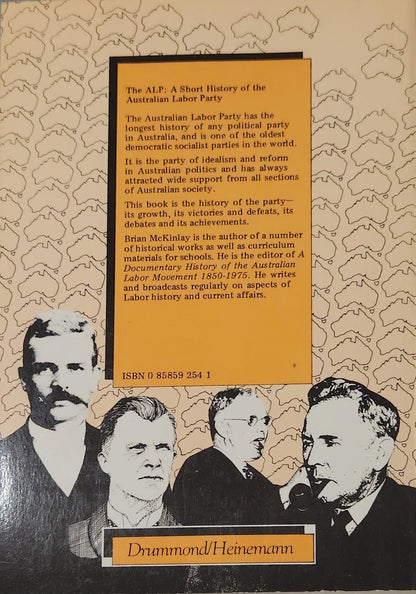 The ALP: A Short History of the
Australian Labor Party
The Australian Labor Party has the
longest history of any political party
in Australia, and is one of the oldest
democratic socialist parties in the world.
It is the party of idealism and reform
in Australian politics and has always
attracted wide support from all sections
of Australian society.
This book is the history of the party—
its growth, its victories and defeats, its
debates and its achievements.
Brian McKinlay is the author of a number
of historical works as well as curriculum
materials for schools. He is the editor of A
Documentary History of the Australian
Labor Movement 1850-1975. He writes
and broadcasts regularly on aspects of
Labor history and current affairs.
ISBN 0 85859 254 1
Drummond/Heinemann